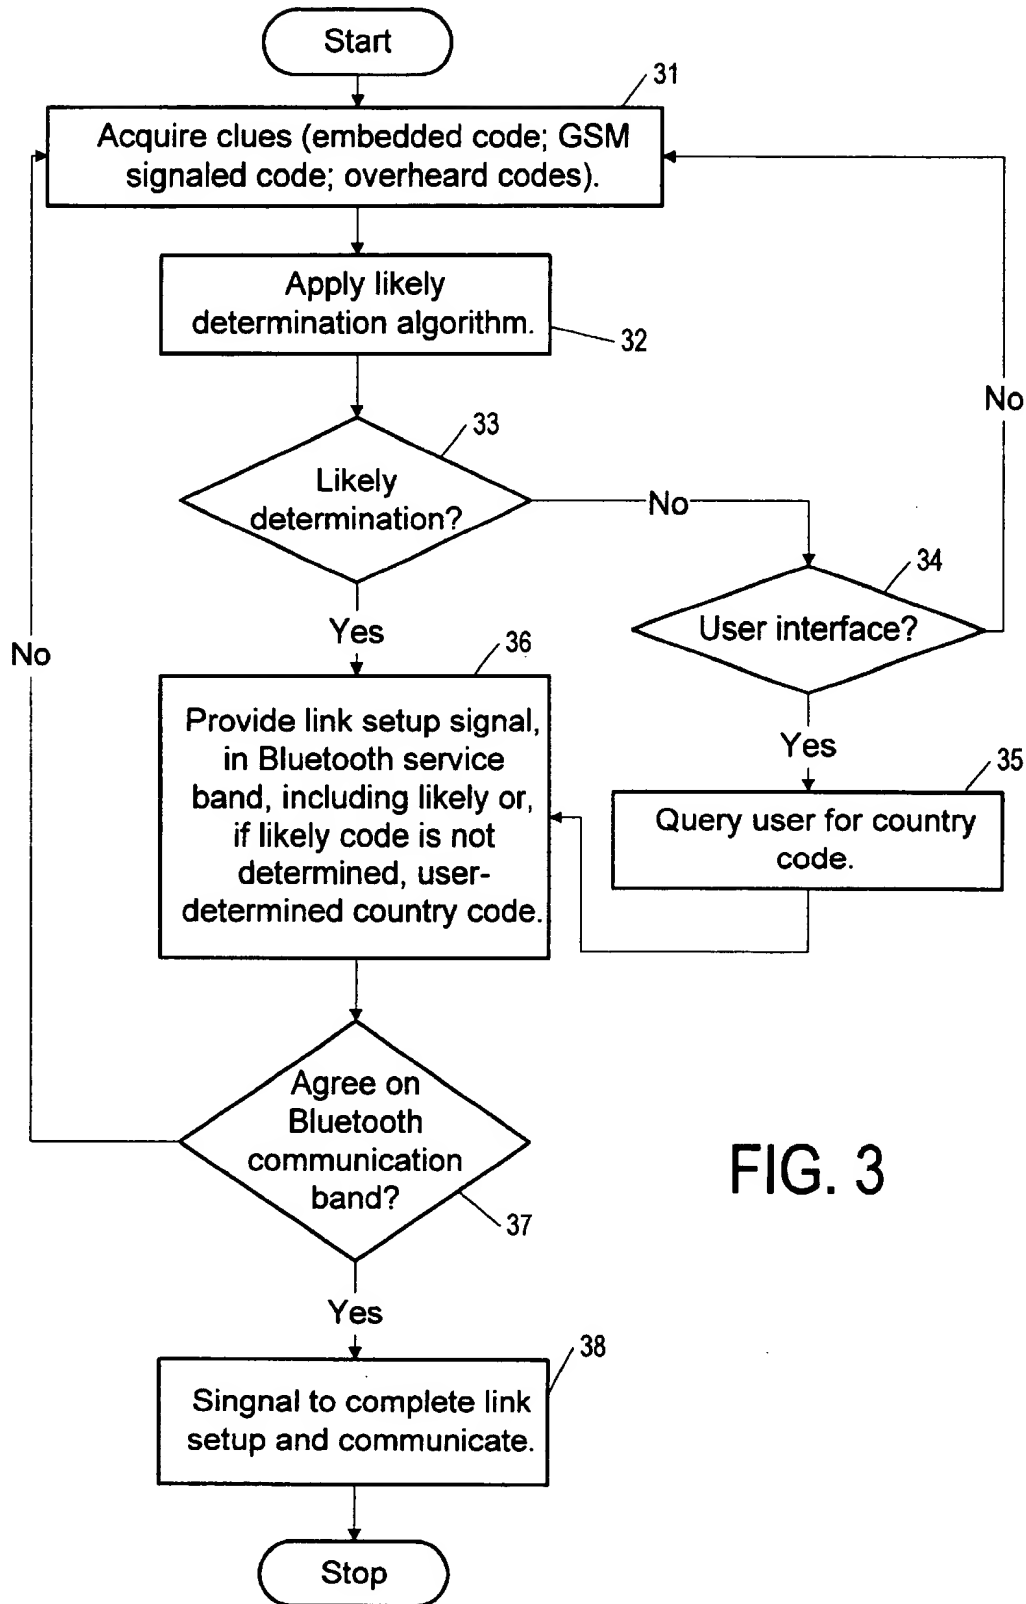 Start
31
Acquire clues (embedded code; GSM
signaled code; overheard codes).
Apply likely
determination algorithm.
32
No
33
Likely
determination?
No
34
User interface?
Yes
No
36
Yes
35
Provide link setup signal,
in Bluetooth service
band, including likely or,
if likely code is not
determined, user-
determined country code.
Query user for country
code.
Agree on
Bluetooth
communication
band?
37
FIG. 3
Yes
38
Singnal to complete link
setup and communicate.
Stop